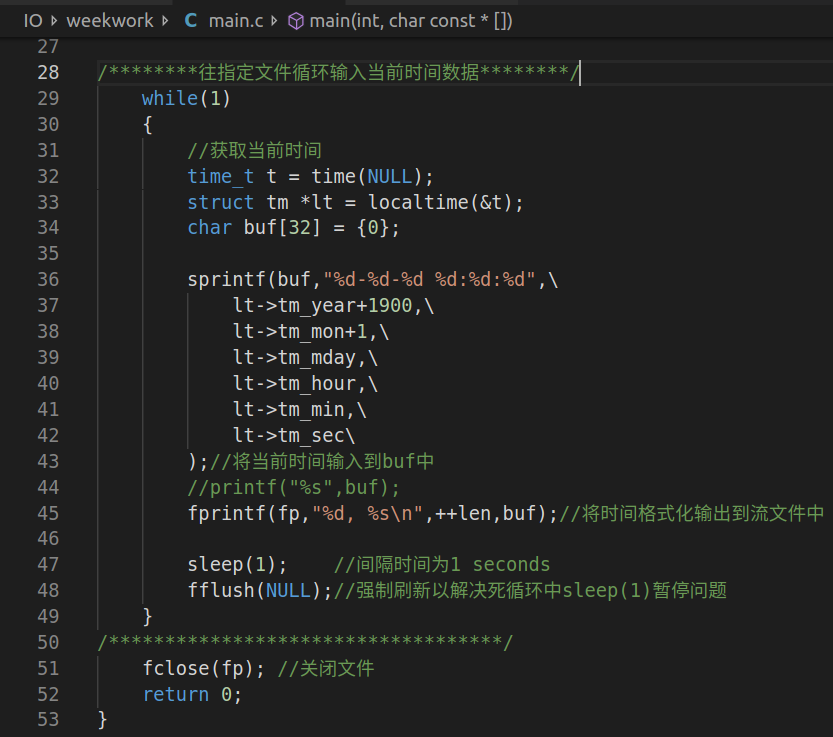 IO weekwork C main.c main(int, char const * [])
27
28 /********往指定文件循环输入当前时间数据********/
29 while(1)
30 {
31 //获取当前时间
32 time_t t = time(NULL);
33 struct tm *lt = localtime(&t);
34 char buf[32] = {0};
35
36 sprintf(buf,"%d-%d-%d %d:%d:%d",\
37 lt->tm_year+1900,\
38 lt->tm_mon+1,\
39 lt->tm_mday,\
40 lt->tm_hour,\
41 lt->tm_min,\
42 lt->tm_sec\
43 );//将当前时间输入到buf中
44 //printf("%s",buf);
45 fprintf(fp,"%d, %s\n",++len,buf);//将时间格式化输出到流文件中
46
47 sleep(1); //间隔时间为1 seconds
48 fflush(NULL);//强制刷新以解决死循环中sleep(1)暂停问题
49 }
50 /***********************************/
51 fclose(fp); //关闭文件
52 return 0;
53 }